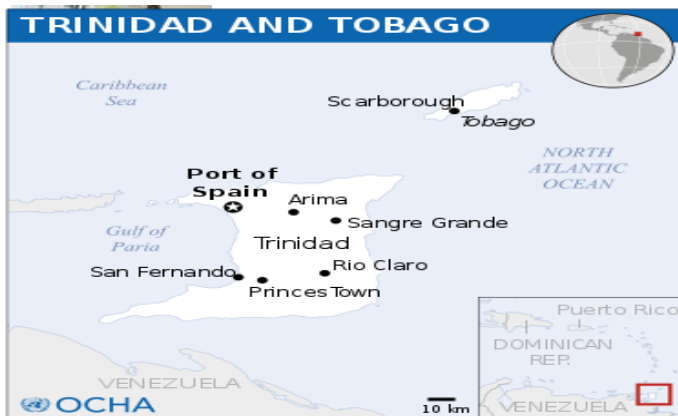 TRINIDAD AND TOBAGO
Caribbean
Sea
Scarborough
Tobago
NORTH
ATLANTIC
OCEAN
Port of
Spain
Arima
Sangre Grande
Gulf of
Paria
Trinidad
San Fernando
Rio Claro
Princes Town
Puerto Rico
DOMINICAN
REP.
VENEZUELA
VENEZUELA
OCHA
10 km